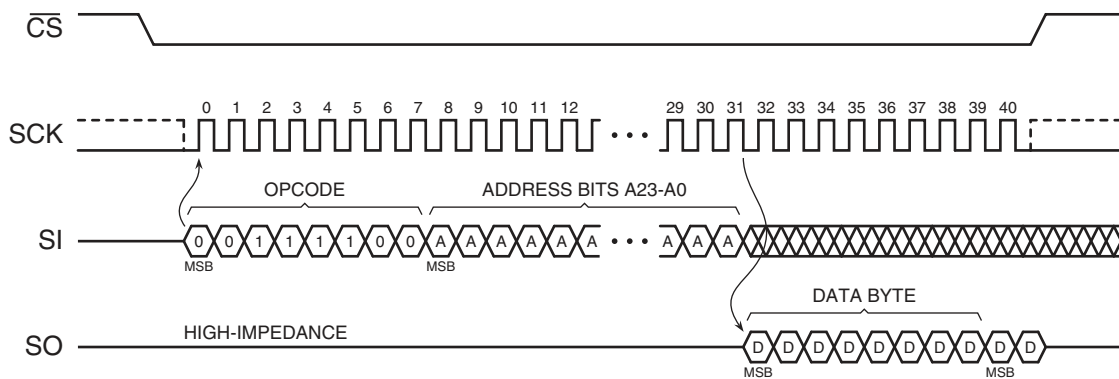 CS
0 1 2 3 4 5 6 7 8 9 10 11 12 29 30 31 32 33 34 35 36 37 38 39 40
SCK
OPCODE ADDRESS BITS A23-A0
SI 0 0 1 1 1 1 0 0 A A A A A A • • • A A A
MSB MSB
DATA BYTE
HIGH-IMPEDANCE
SO D D D D D D D D D D
MSB MSB